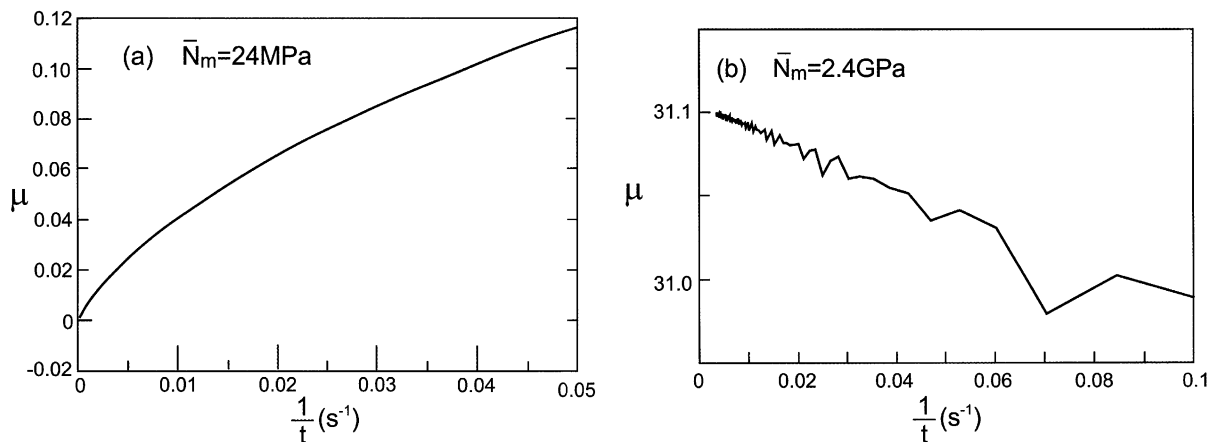 0.12
(a) N̄m=24MPa
0.10
0.08
0.06
μ
0.04
0.02
0
-0.02
0 0.01 0.02 0.03 0.04 0.05
1/t (s⁻¹)
(b) N̄m=2.4GPa
31.1
μ
31.0
0 0.02 0.04 0.06 0.08 0.1
1/t (s⁻¹)